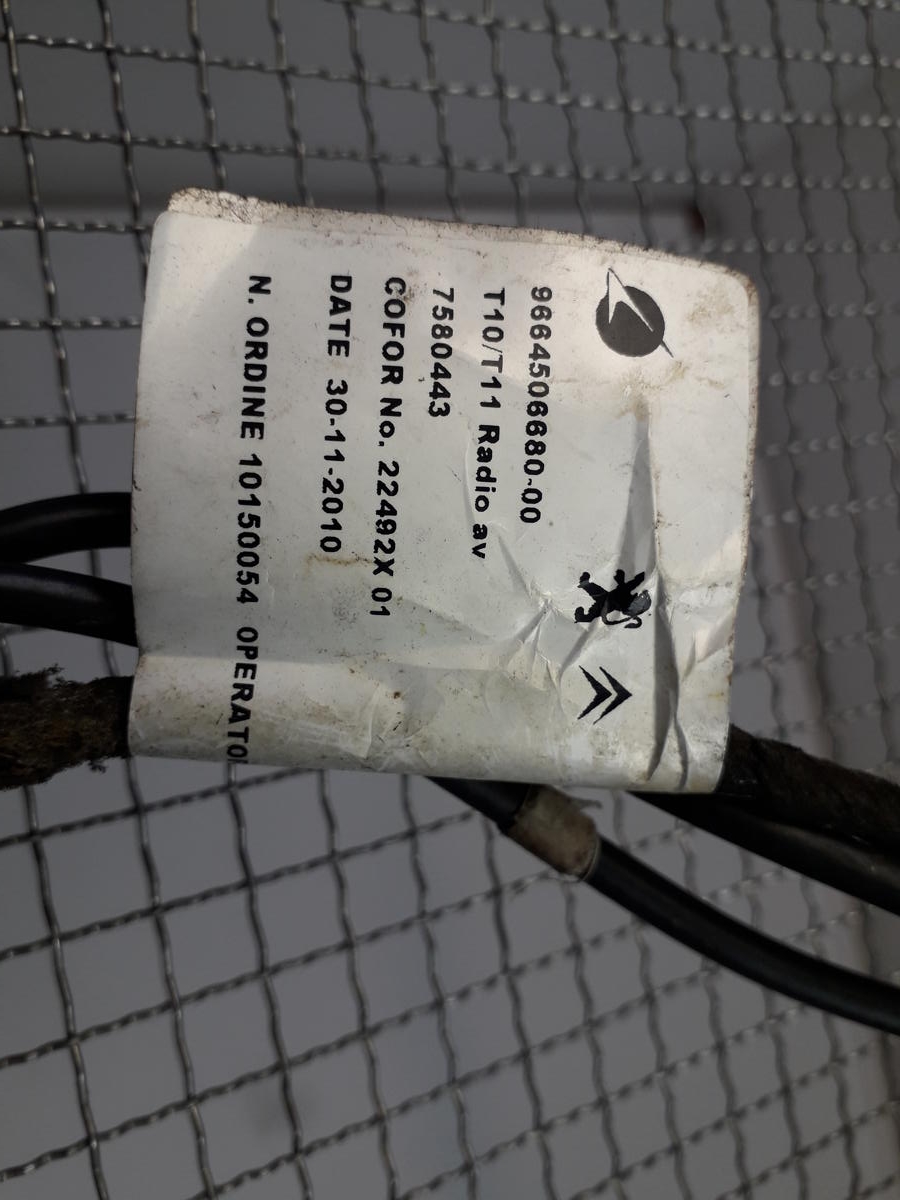 9664506680-00
T10/T11 Radio av
7580443
COFOR No. 22492X 01
DATE 30-11-2010
N. ORDINE 10150054 OPERATO